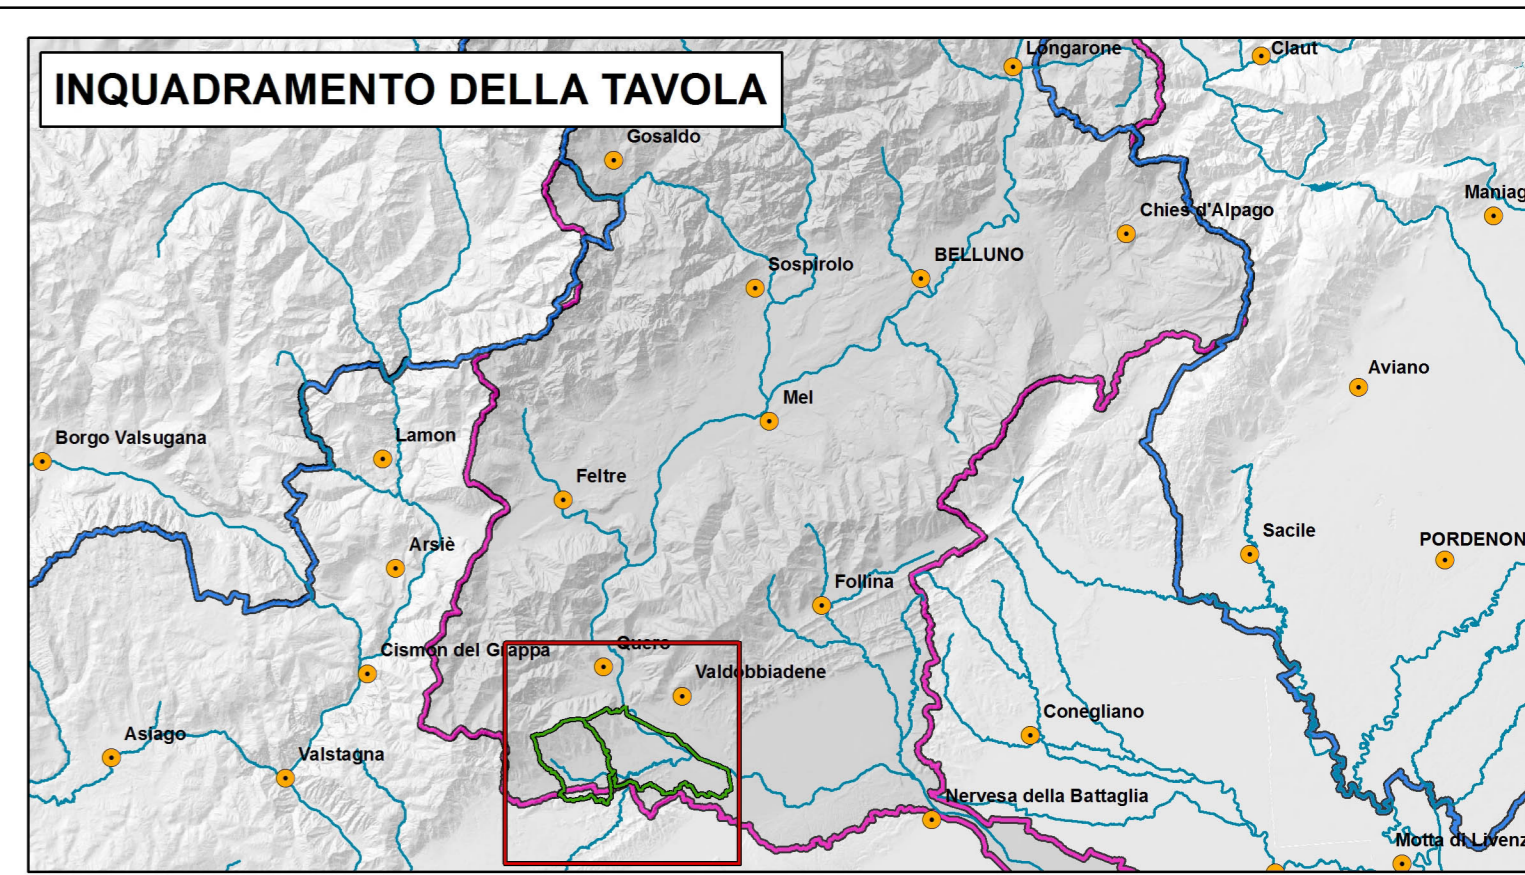 INQUADRAMENTO DELLA TAVOLA
Longarone
Claut
Gosaldo
Maniag
Chies d'Alpago
BELLUNO
Sospirolo
Aviano
Mel
Borgo Valsugana
Lamon
Feltre
Sacile
PORDENON
Arsiè
Follina
Quero
Cismon del Grappa
Valdobbiadene
Conegliano
Asiago
Valstagna
Nervesa della Battaglia
Motta di Livenz